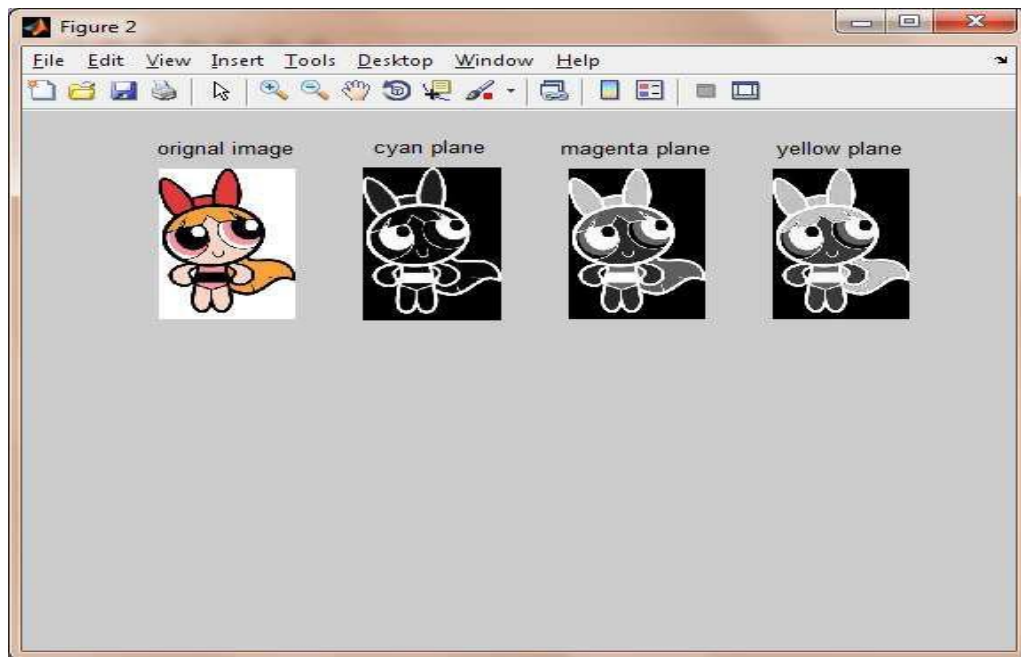 Figure 2
File Edit View Insert Tools Desktop Window Help
orignal image cyan plane magenta plane yellow plane